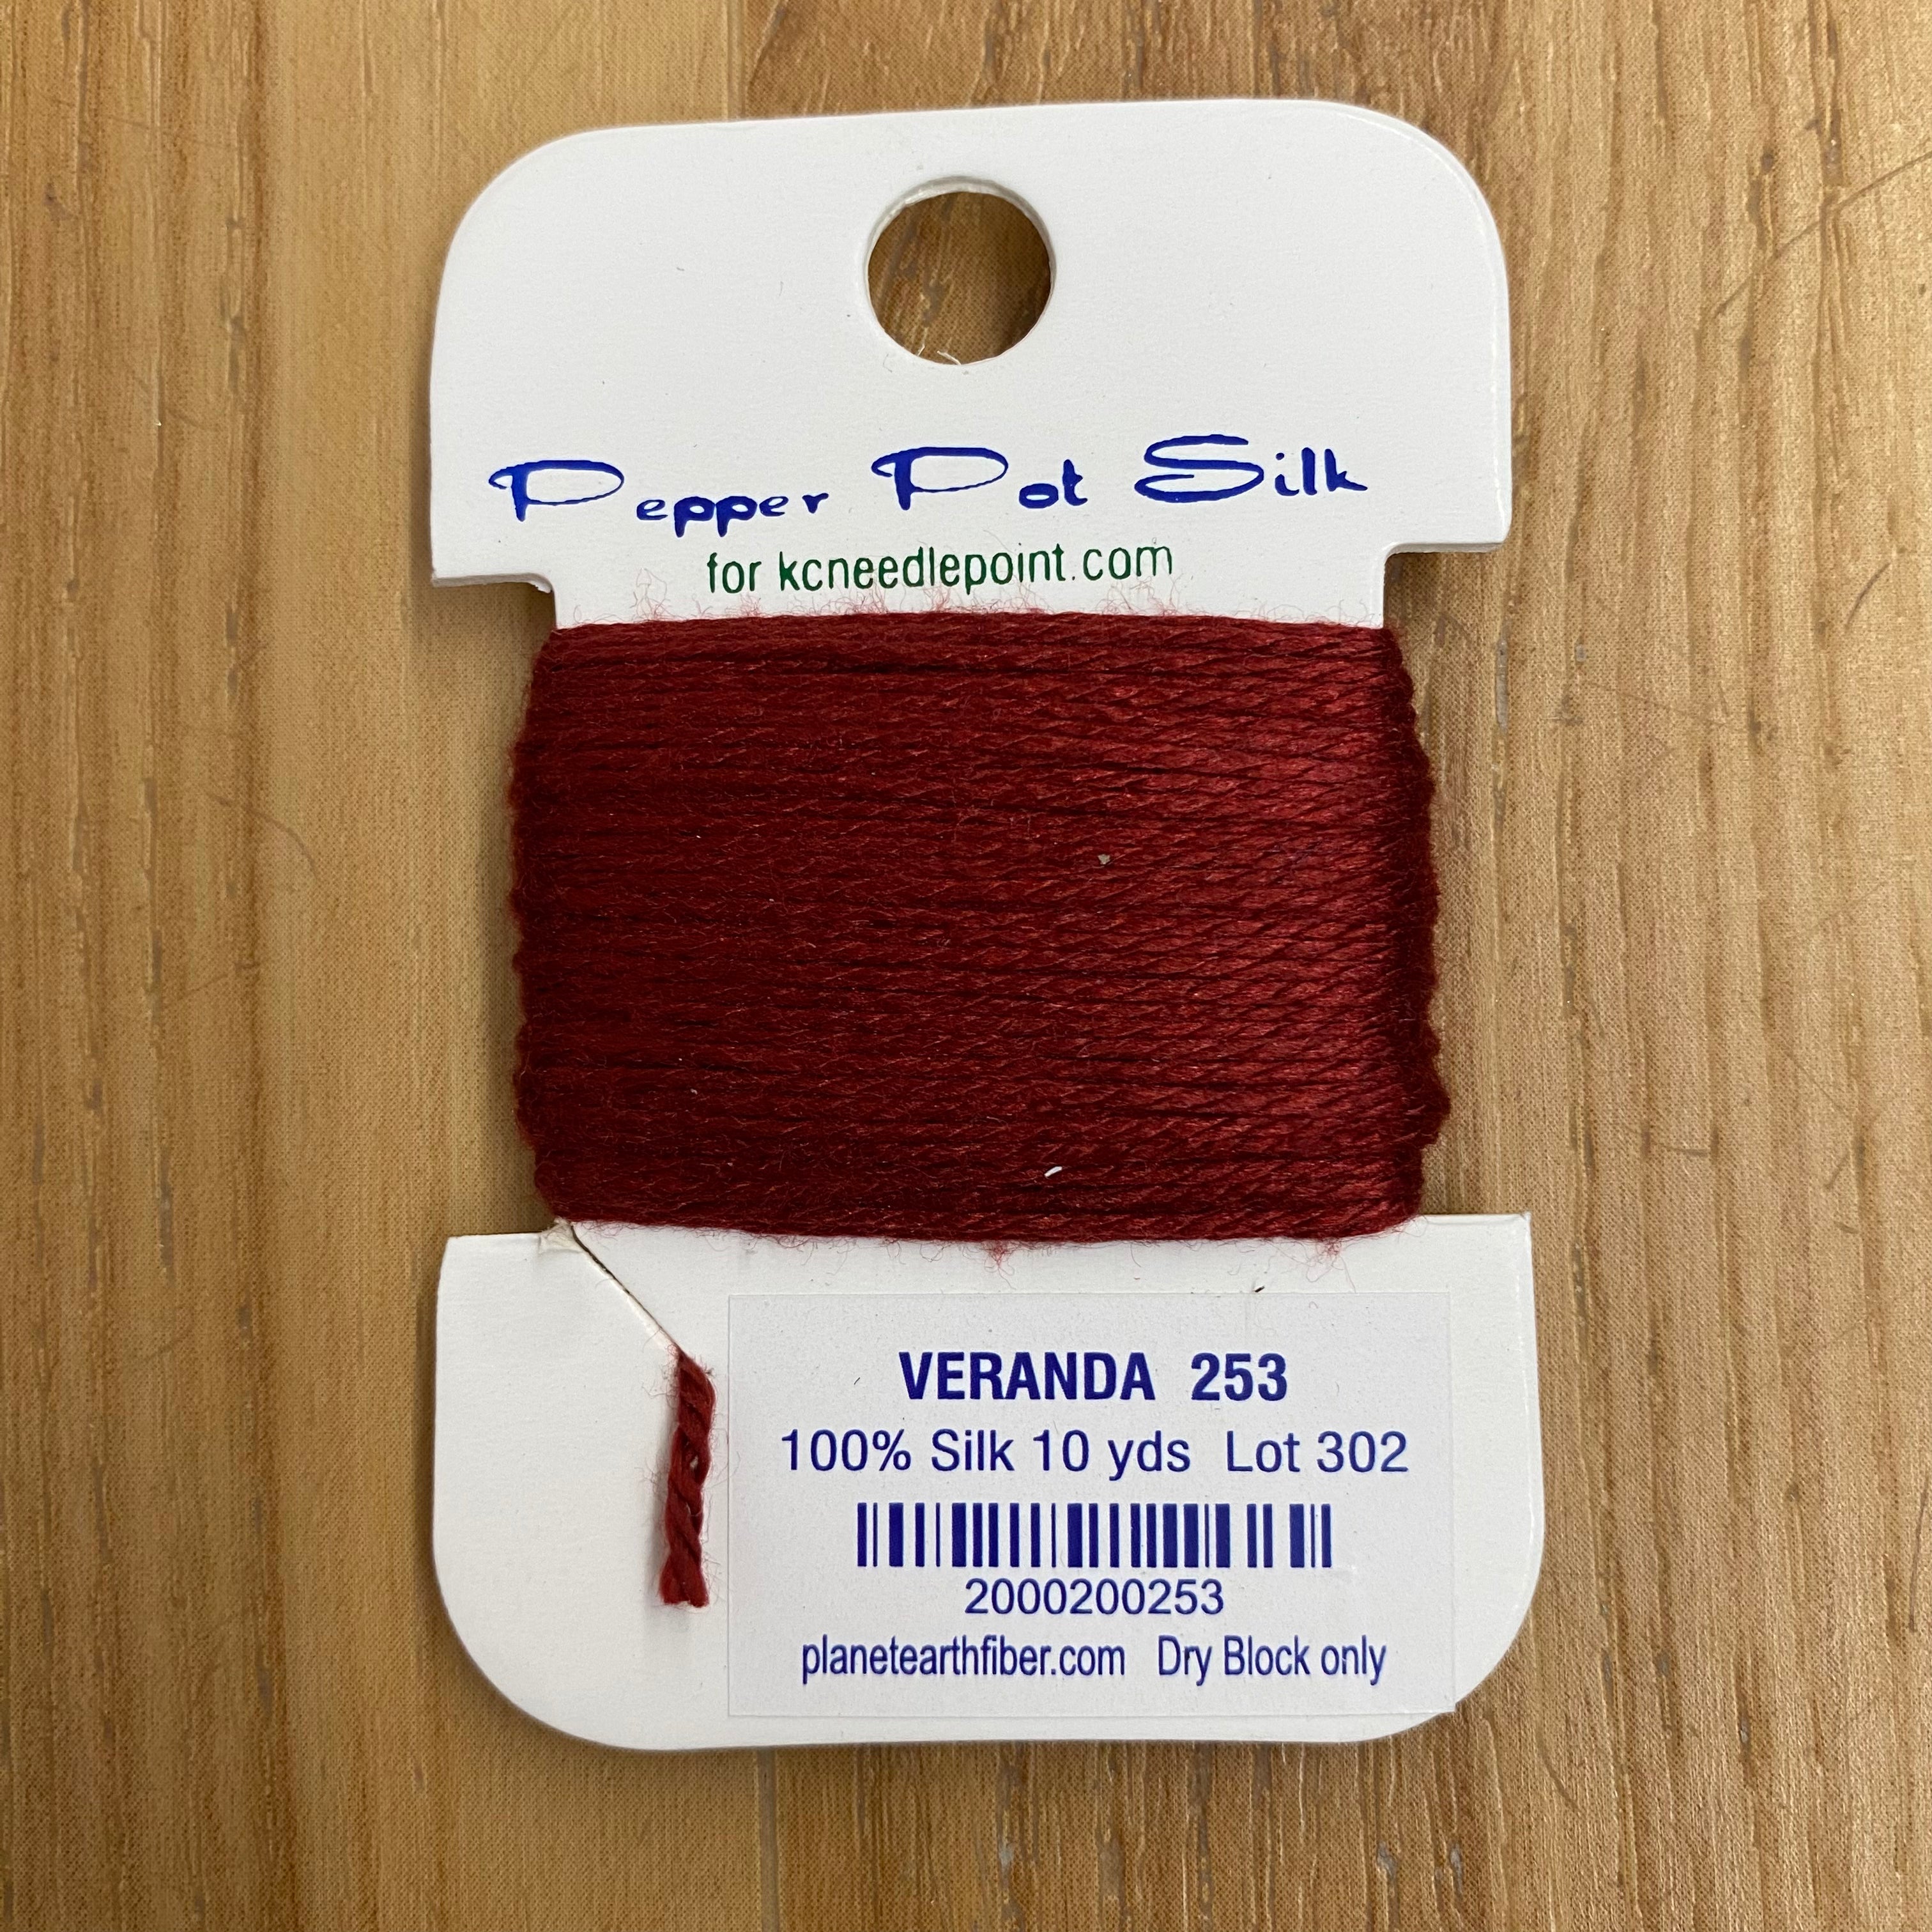 Pepper Pot Silk
for kcneedlepoint.com
VERANDA 253
100% Silk 10 yds Lot 302
2000200253
planetearthfiber.com Dry Block only